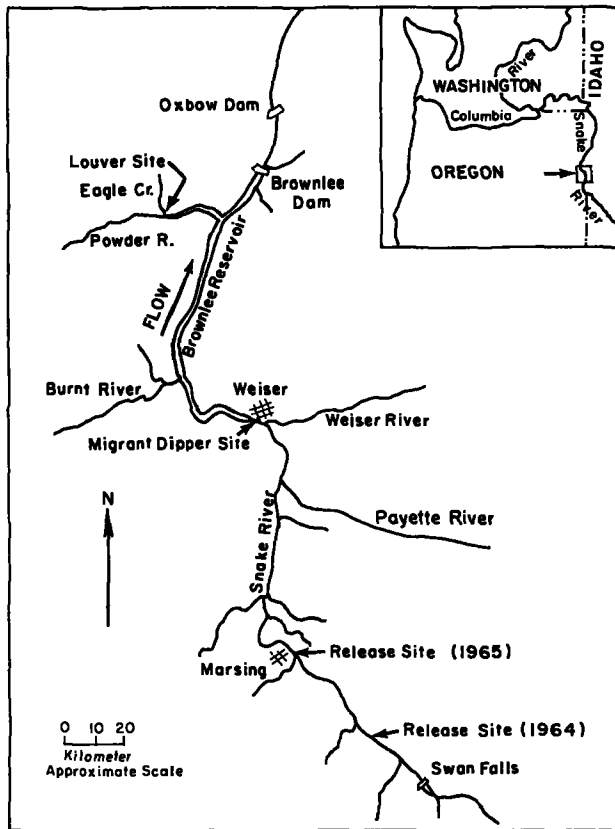 Oxbow Dam
Louver Site
Eagle Cr.
Brownlee
Dam
Powder R.
FLOW
Brownlee Reservoir
Burnt River
Weiser
Weiser River
Migrant Dipper Site
N
Snake River
Payette River
Marsing
Release Site (1965)
Release Site (1964)
Swan Falls
0 10 20
Kilometer
Approximate Scale
WASHINGTON
River
IDAHO
Columbia
Snake
OREGON
River